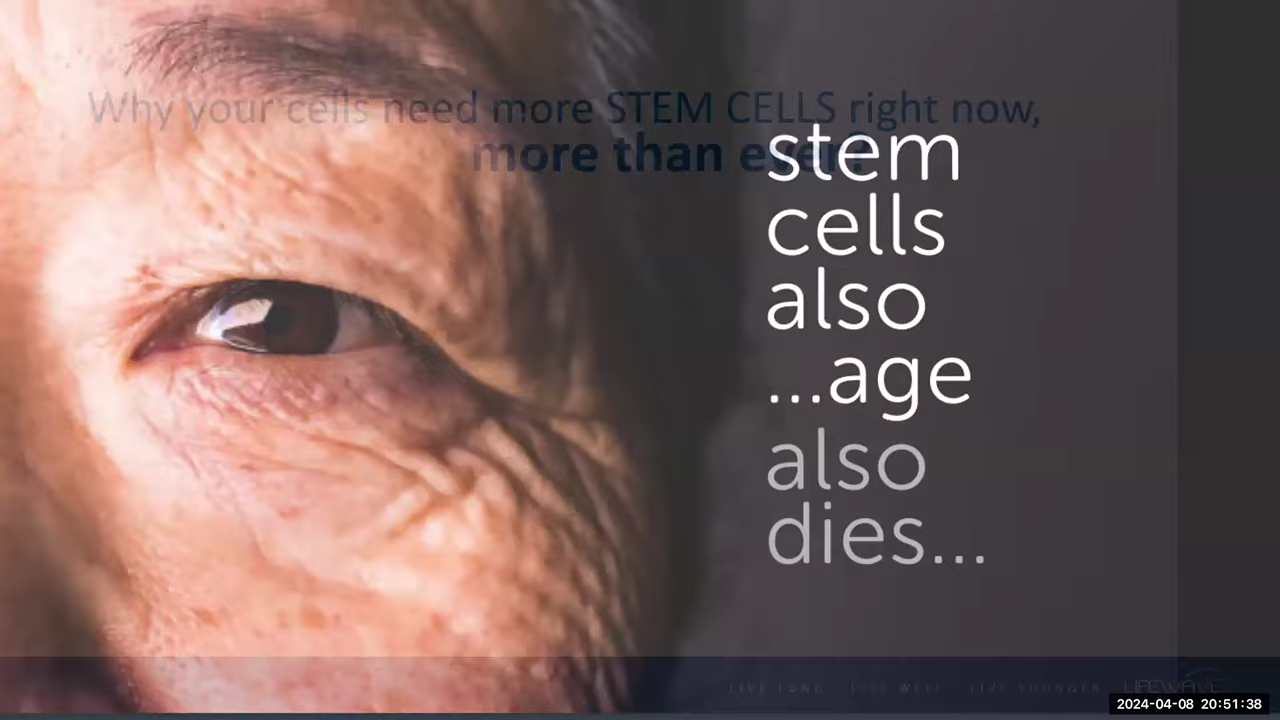 Why your cells need more STEM CELLS right now,
more than ever?
stem
cells
also
...age
also
dies...
LIVE LONG LIVE WELL LIVE YOUNGER LIFEWAVE
2024-04-08 20:51:38